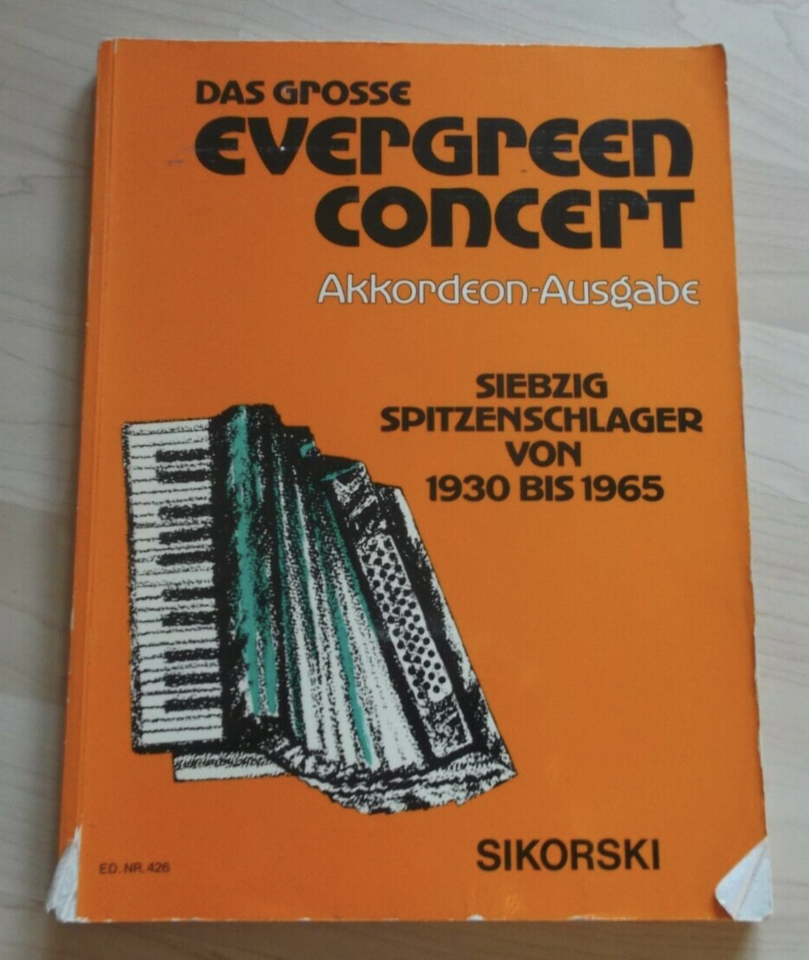 DAS GROSSE
EVERGREEN
CONCERT
Akkordeon-Ausgabe
SIEBZIG
SPITZENSCHLAGER
VON
1930 BIS 1965
ED. NR. 426
SIKORSKI